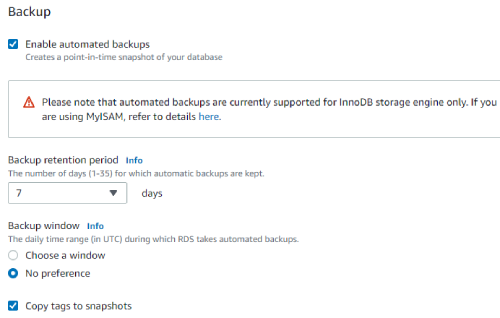 Backup
Enable automated backups
Creates a point-in-time snapshot of your database
Please note that automated backups are currently supported for InnoDB storage engine only. If you
are using MyISAM, refer to details here.
Backup retention period Info
The number of days (1-35) for which automatic backups are kept.
7 days
Backup window Info
The daily time range (in UTC) during which RDS takes automated backups.
Choose a window
No preference
Copy tags to snapshots